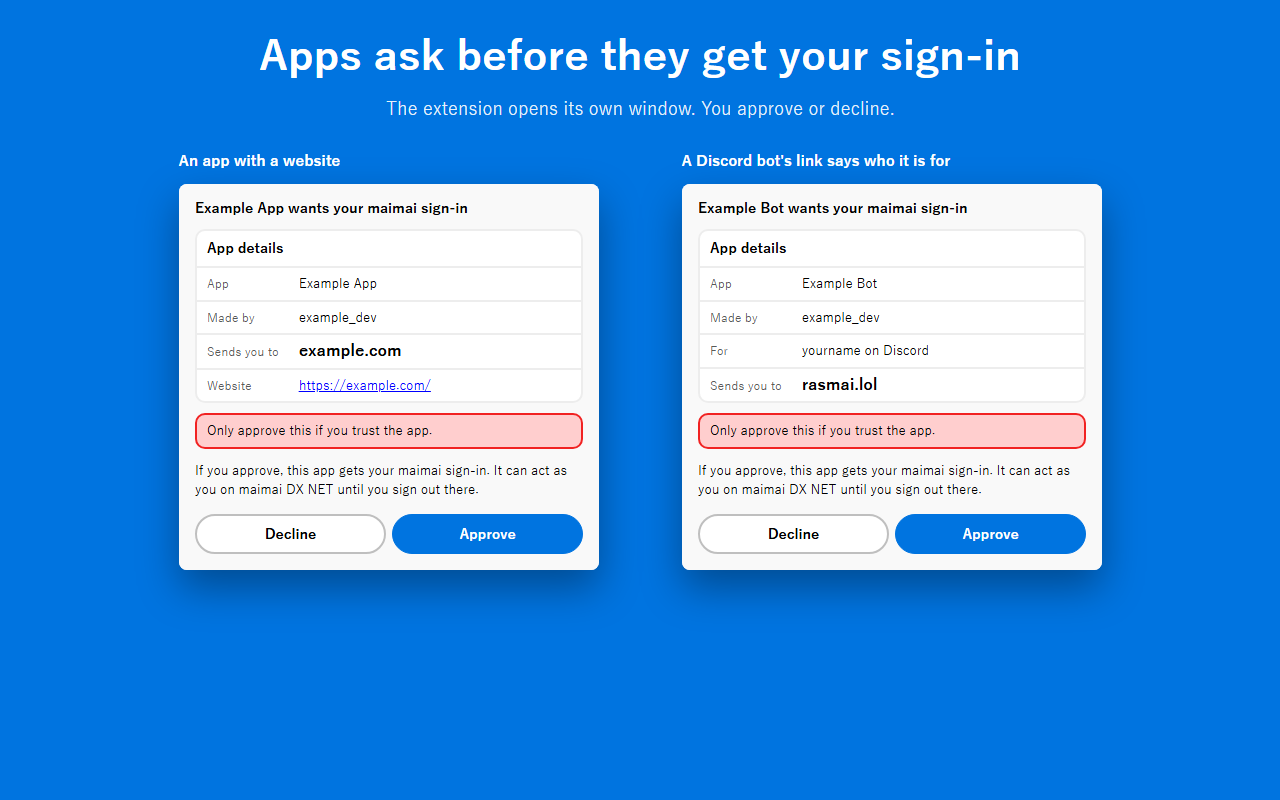 Apps ask before they get your sign-in
The extension opens its own window. You approve or decline.
An app with a website
Example App wants your maimai sign-in
App details
App Example App
Made by example_dev
Sends you to example.com
Website https://example.com/
Only approve this if you trust the app.
If you approve, this app gets your maimai sign-in. It can act as
you on maimai DX NET until you sign out there.
Decline Approve
A Discord bot's link says who it is for
Example Bot wants your maimai sign-in
App details
App Example Bot
Made by example_dev
For yourname on Discord
Sends you to rasmai.lol
Only approve this if you trust the app.
If you approve, this app gets your maimai sign-in. It can act as
you on maimai DX NET until you sign out there.
Decline Approve